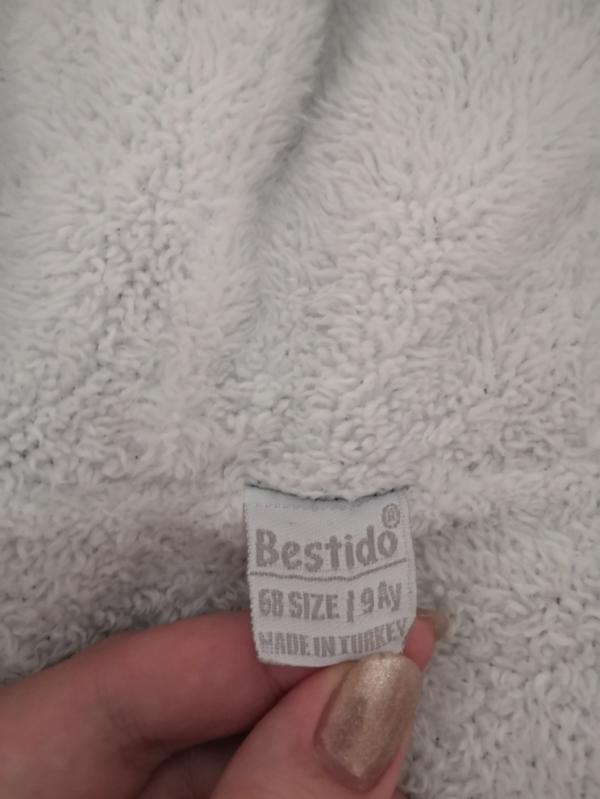 Bestido®
68 SIZE | 9 Ay
MADE IN TURKEY